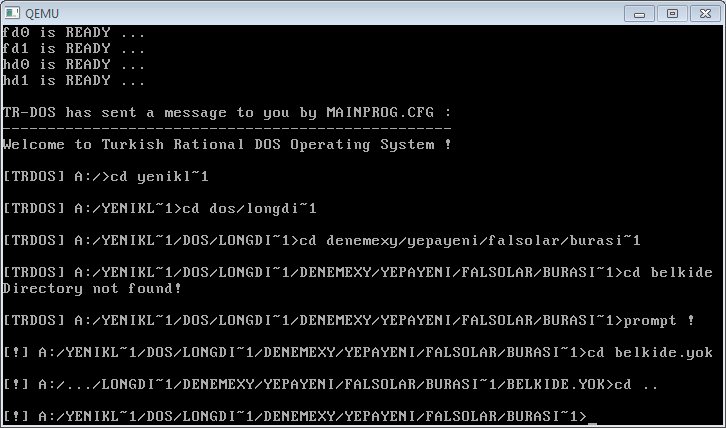 QEMU
fd0 is READY ...
fd1 is READY ...
hd0 is READY ...
hd1 is READY ...
TR-DOS has sent a message to you by MAINPROG.CFG :
--------------------------------------------------
Welcome to Turkish Rational DOS Operating System !
[TRDOS] A:/>cd yenikl~1
[TRDOS] A:/YENIKL~1>cd dos/longdi~1
[TRDOS] A:/YENIKL~1/DOS/LONGDI~1>cd denemexy/yepayeni/falsolar/burasi~1
[TRDOS] A:/YENIKL~1/DOS/LONGDI~1/DENEMEXY/YEPAYENI/FALSOLAR/BURASI~1>cd belkide
Directory not found!
[TRDOS] A:/YENIKL~1/DOS/LONGDI~1/DENEMEXY/YEPAYENI/FALSOLAR/BURASI~1>prompt !
[!] A:/YENIKL~1/DOS/LONGDI~1/DENEMEXY/YEPAYENI/FALSOLAR/BURASI~1>cd belkide.yok
[!] A:/.../LONGDI~1/DENEMEXY/YEPAYENI/FALSOLAR/BURASI~1/BELKIDE.YOK>cd ..
[!] A:/YENIKL~1/DOS/LONGDI~1/DENEMEXY/YEPAYENI/FALSOLAR/BURASI~1>_